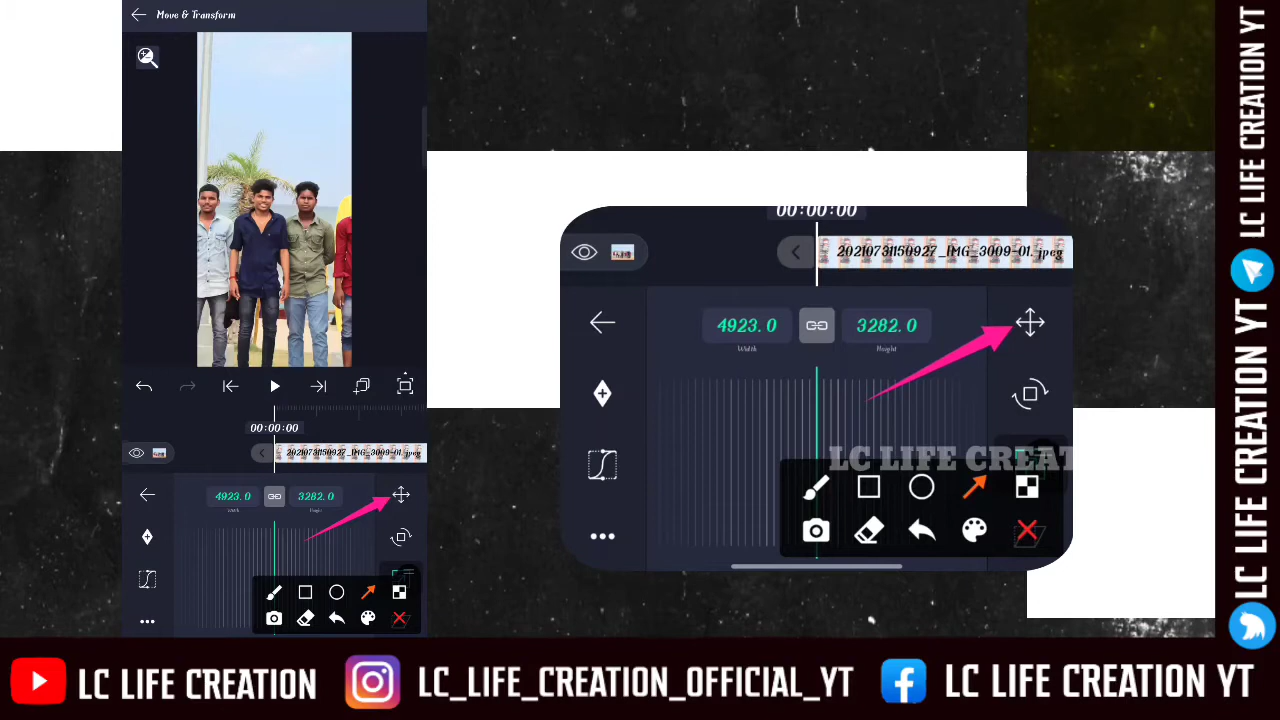 Move & Transform
00:00:00
20210731150927_IMG_3009-01.jpeg
4923.0
3282.0
Width
Height
00:00:00
20210731150927_IMG_3009-01.jpeg
4923.0
3282.0
Width
Height
LC LIFE CREAT
LC LIFE CREATION YT
LC LIFE CREATION YT
LC LIFE CREATION
LC_LIFE_CREATION_OFFICIAL_YT
LC LIFE CREATION YT